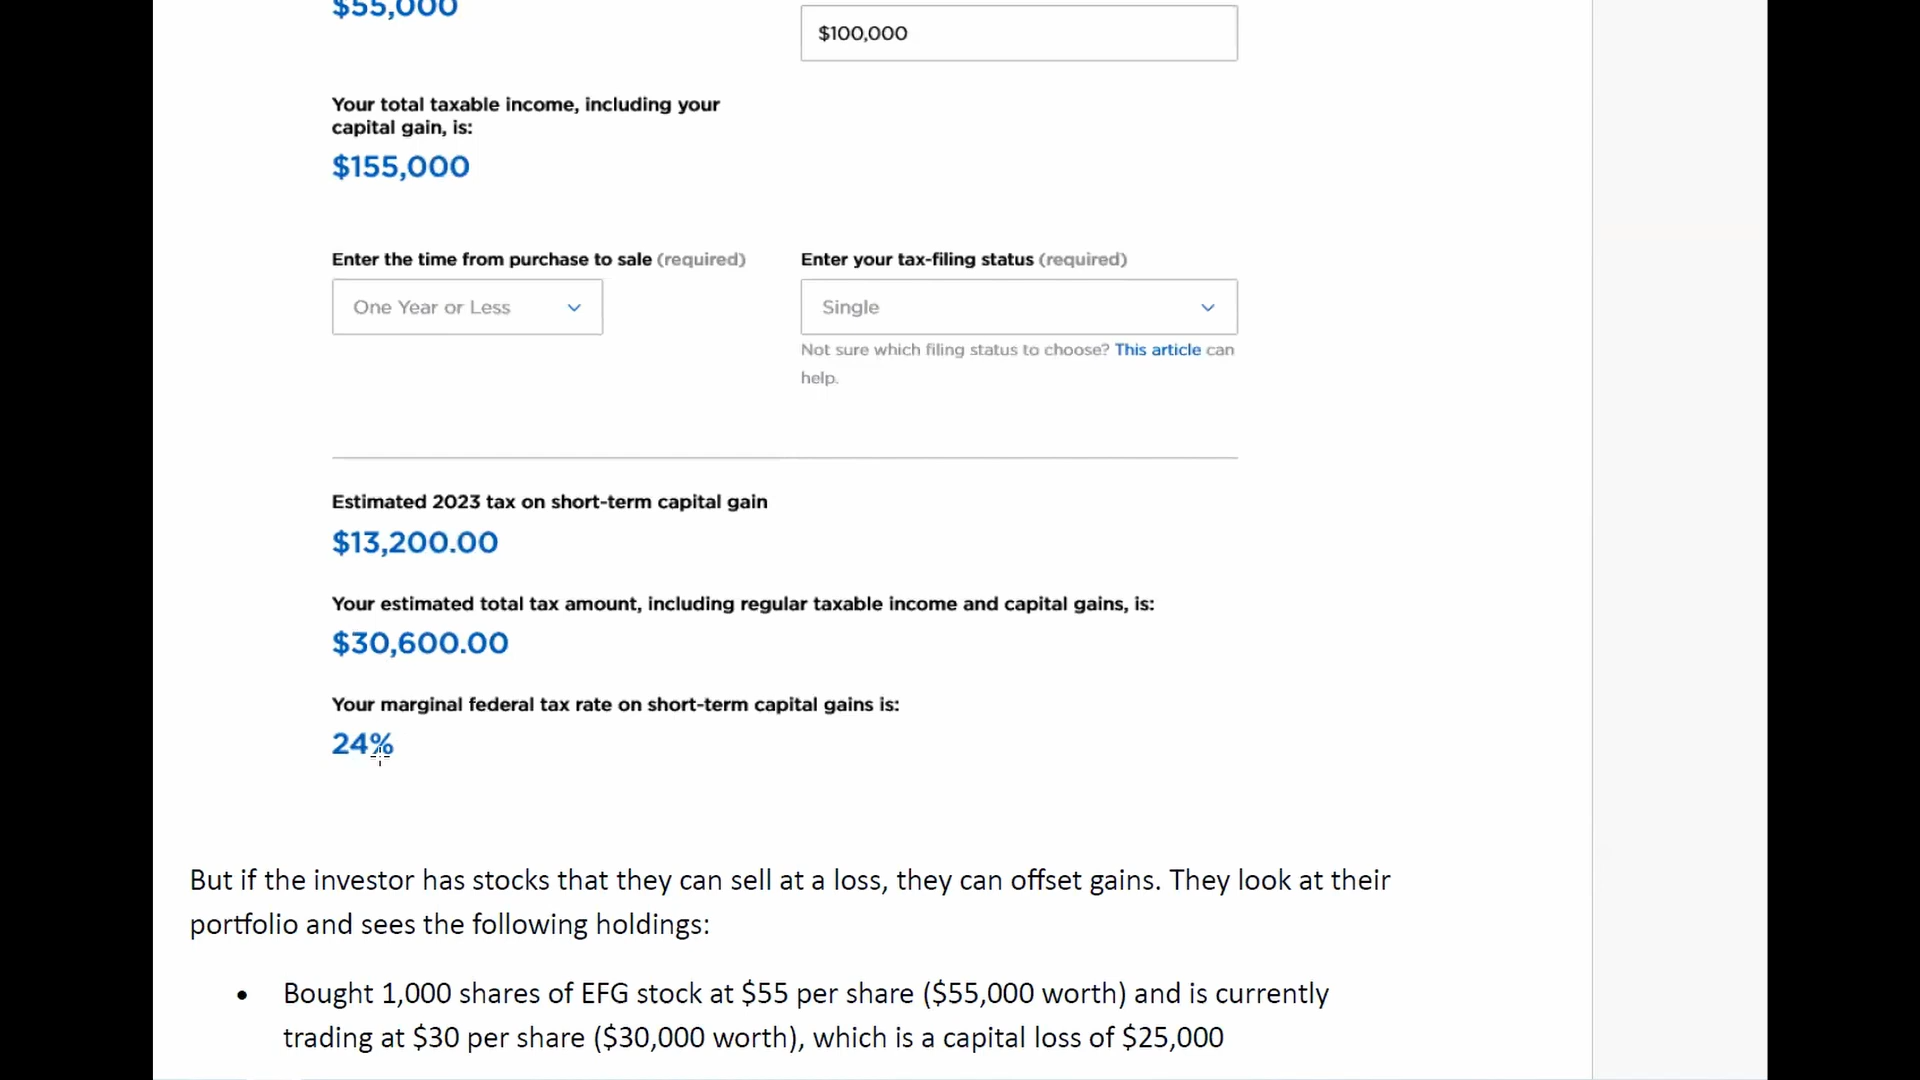 $55,000
$100,000
Your total taxable income, including your
capital gain, is:
$155,000
Enter the time from purchase to sale (required)
One Year or Less
Enter your tax-filing status (required)
Single
Not sure which filing status to choose? This article can
help.
Estimated 2023 tax on short-term capital gain
$13,200.00
Your estimated total tax amount, including regular taxable income and capital gains, is:
$30,600.00
Your marginal federal tax rate on short-term capital gains is:
24%
But if the investor has stocks that they can sell at a loss, they can offset gains. They look at their
portfolio and sees the following holdings:
• Bought 1,000 shares of EFG stock at $55 per share ($55,000 worth) and is currently
trading at $30 per share ($30,000 worth), which is a capital loss of $25,000